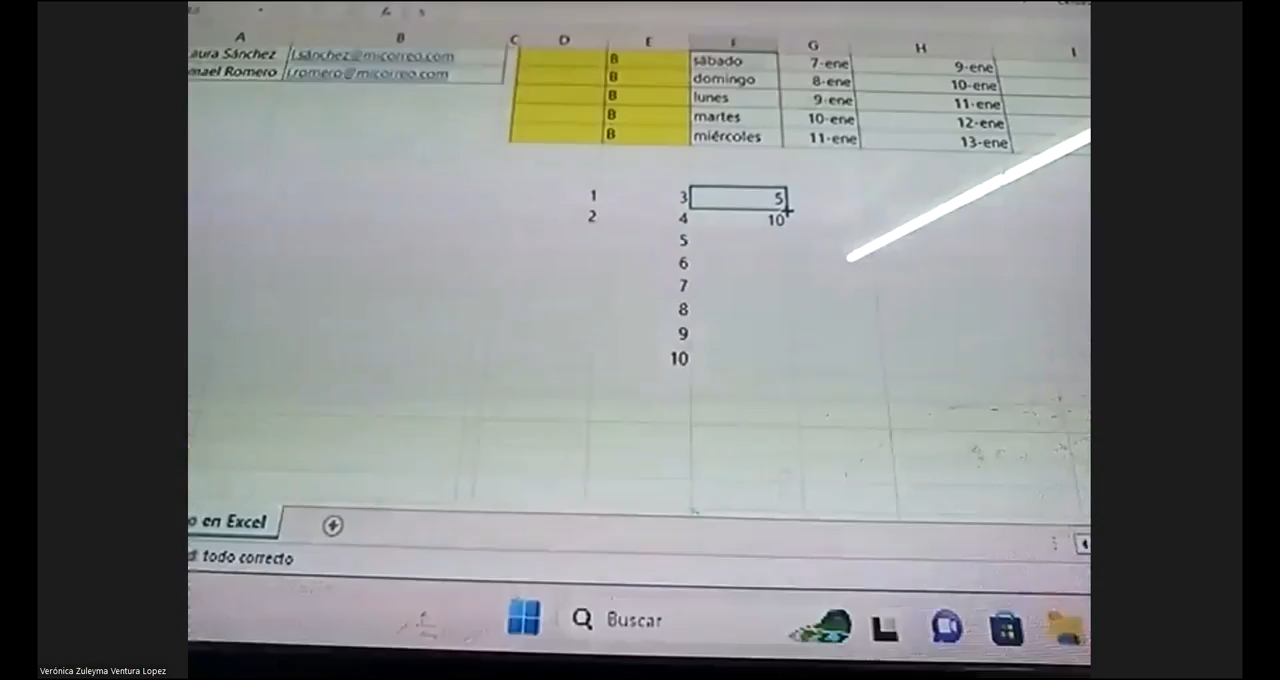 A B C D E F G H I
aura Sánchez l.sanchez@micorreo.com B sábado 7-ene 9-ene
mael Romero i.romero@micorreo.com B domingo 8-ene 10-ene
B lunes 9-ene 11-ene
B martes 10-ene 12-ene
B miércoles 11-ene 13-ene
1 3 5
2 4 10
5
6
7
8
9
10
o en Excel
d: todo correcto
Buscar
Verónica Zuleyma Ventura Lopez